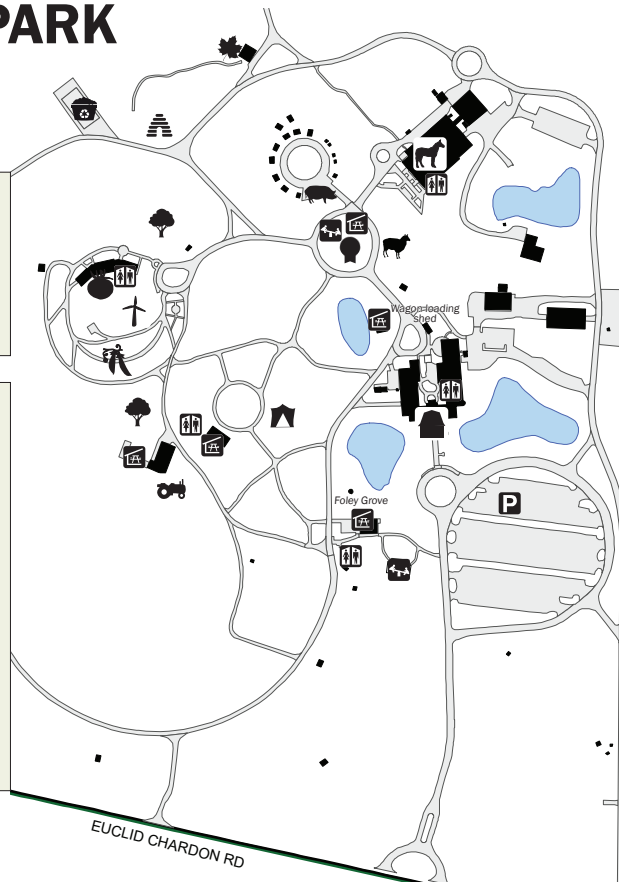 PARK
Wagon loading
shed
Foley Grove
P
EUCLID CHARDON RD